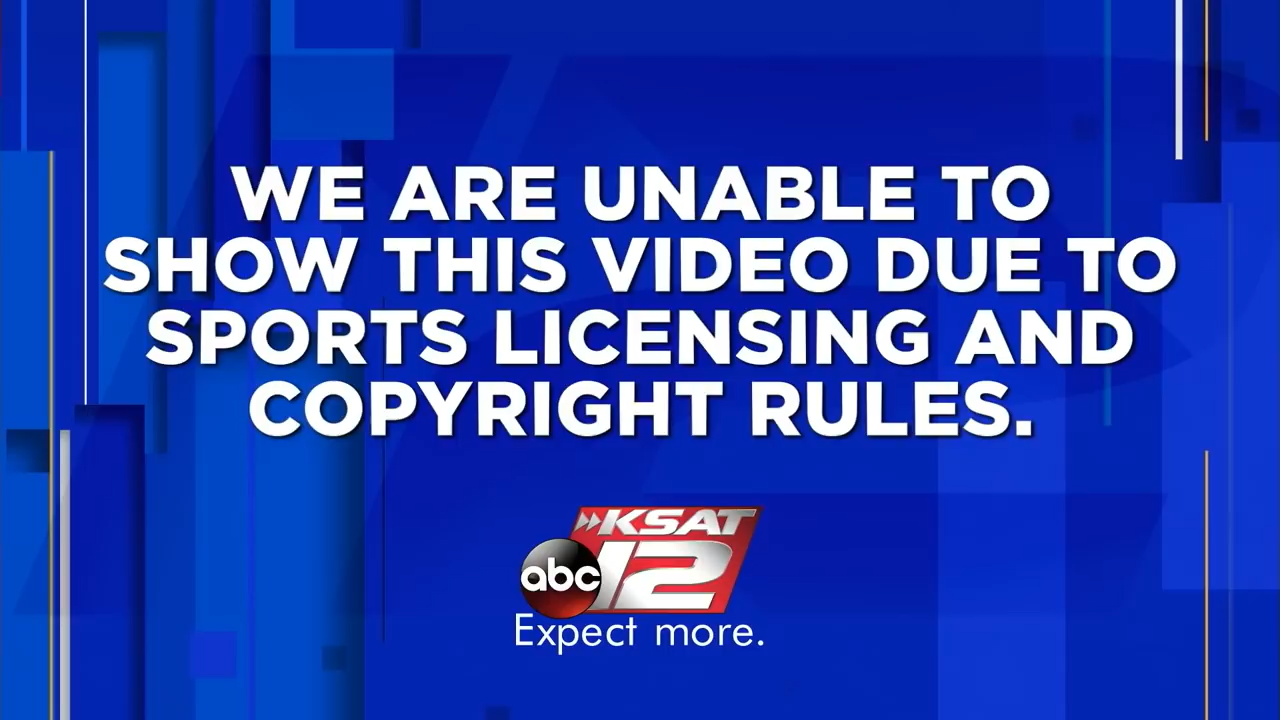 WE ARE UNABLE TO
SHOW THIS VIDEO DUE TO
SPORTS LICENSING AND
COPYRIGHT RULES.
KSAT
abc 12
Expect more.